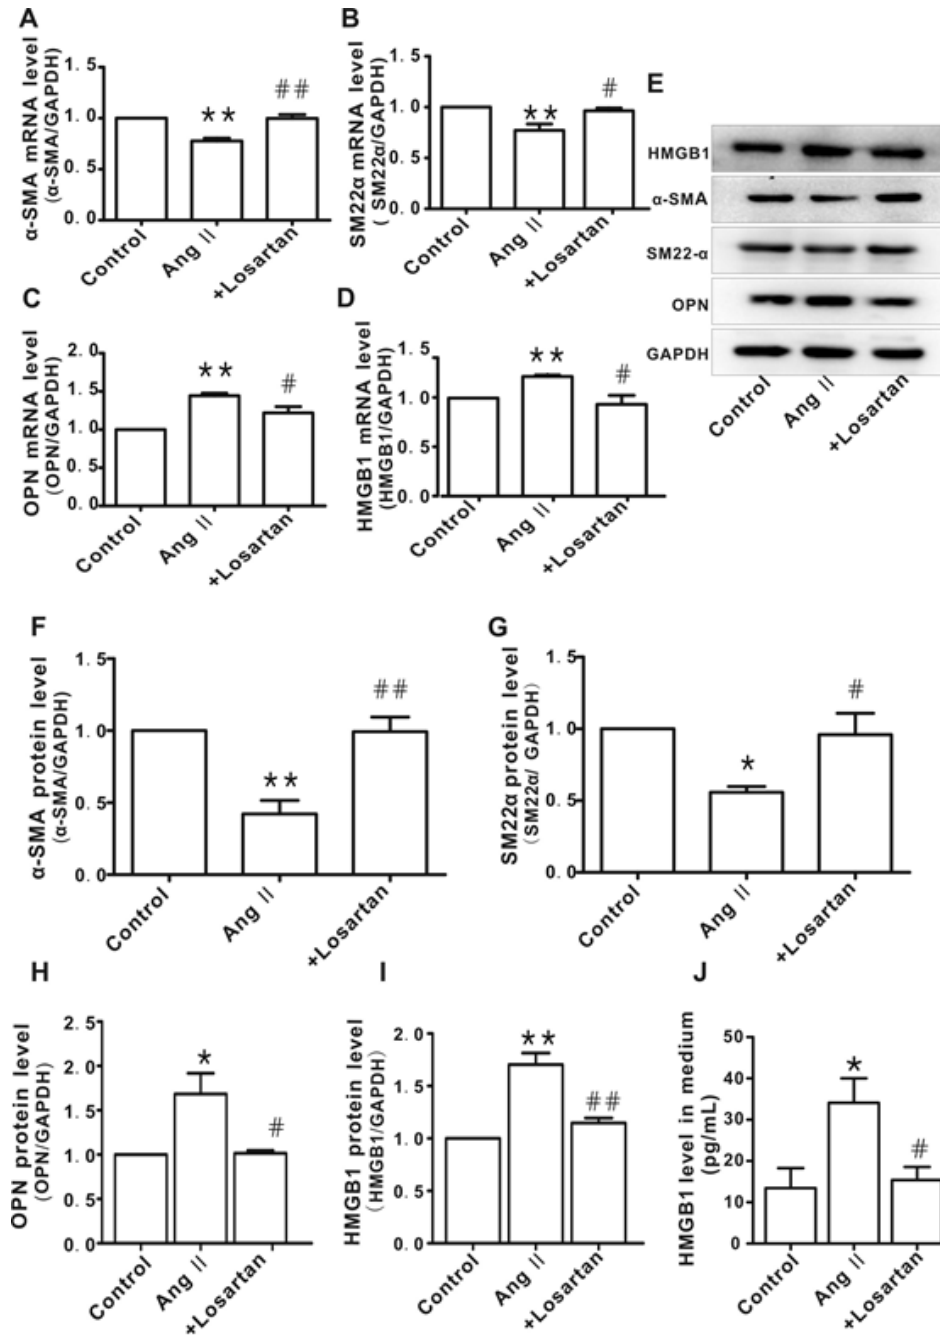 A
α-SMA mRNA level
(α-SMA/GAPDH)
1.5
1.0
0.5
0.0
**
##
Control
Ang II
+Losartan
B
SM22α mRNA level
( SM22α/GAPDH)
1.5
1.0
0.5
0.0
**
#
Control
Ang II
+Losartan
E
HMGB1
α-SMA
SM22-α
OPN
GAPDH
Control
Ang II
+Losartan
C
OPN mRNA level
(OPN/GAPDH)
2.0
1.5
1.0
0.5
0.0
**
#
Control
Ang II
+Losartan
D
HMGB1 mRNA level
(HMGB1/GAPDH)
1.5
1.0
0.5
0.0
**
#
Control
Ang II
+Losartan
F
α-SMA protein level
(α-SMA/GAPDH)
1.5
1.0
0.5
0.0
**
##
Control
Ang II
+Losartan
G
SM22α protein level
(SM22α/ GAPDH)
1.5
1.0
0.5
0.0
*
#
Control
Ang II
+Losartan
H
OPN protein level
(OPN/GAPDH)
2.5
2.0
1.5
1.0
0.5
0.0
*
#
Control
Ang II
+Losartan
I
HMGB1 protein level
(HMGB1/GAPDH)
2.0
1.5
1.0
0.5
0.0
**
##
Control
Ang II
+Losartan
J
HMGB1 level in medium
(pg/mL)
50
40
30
20
10
0
*
#
Control
Ang II
+Losartan